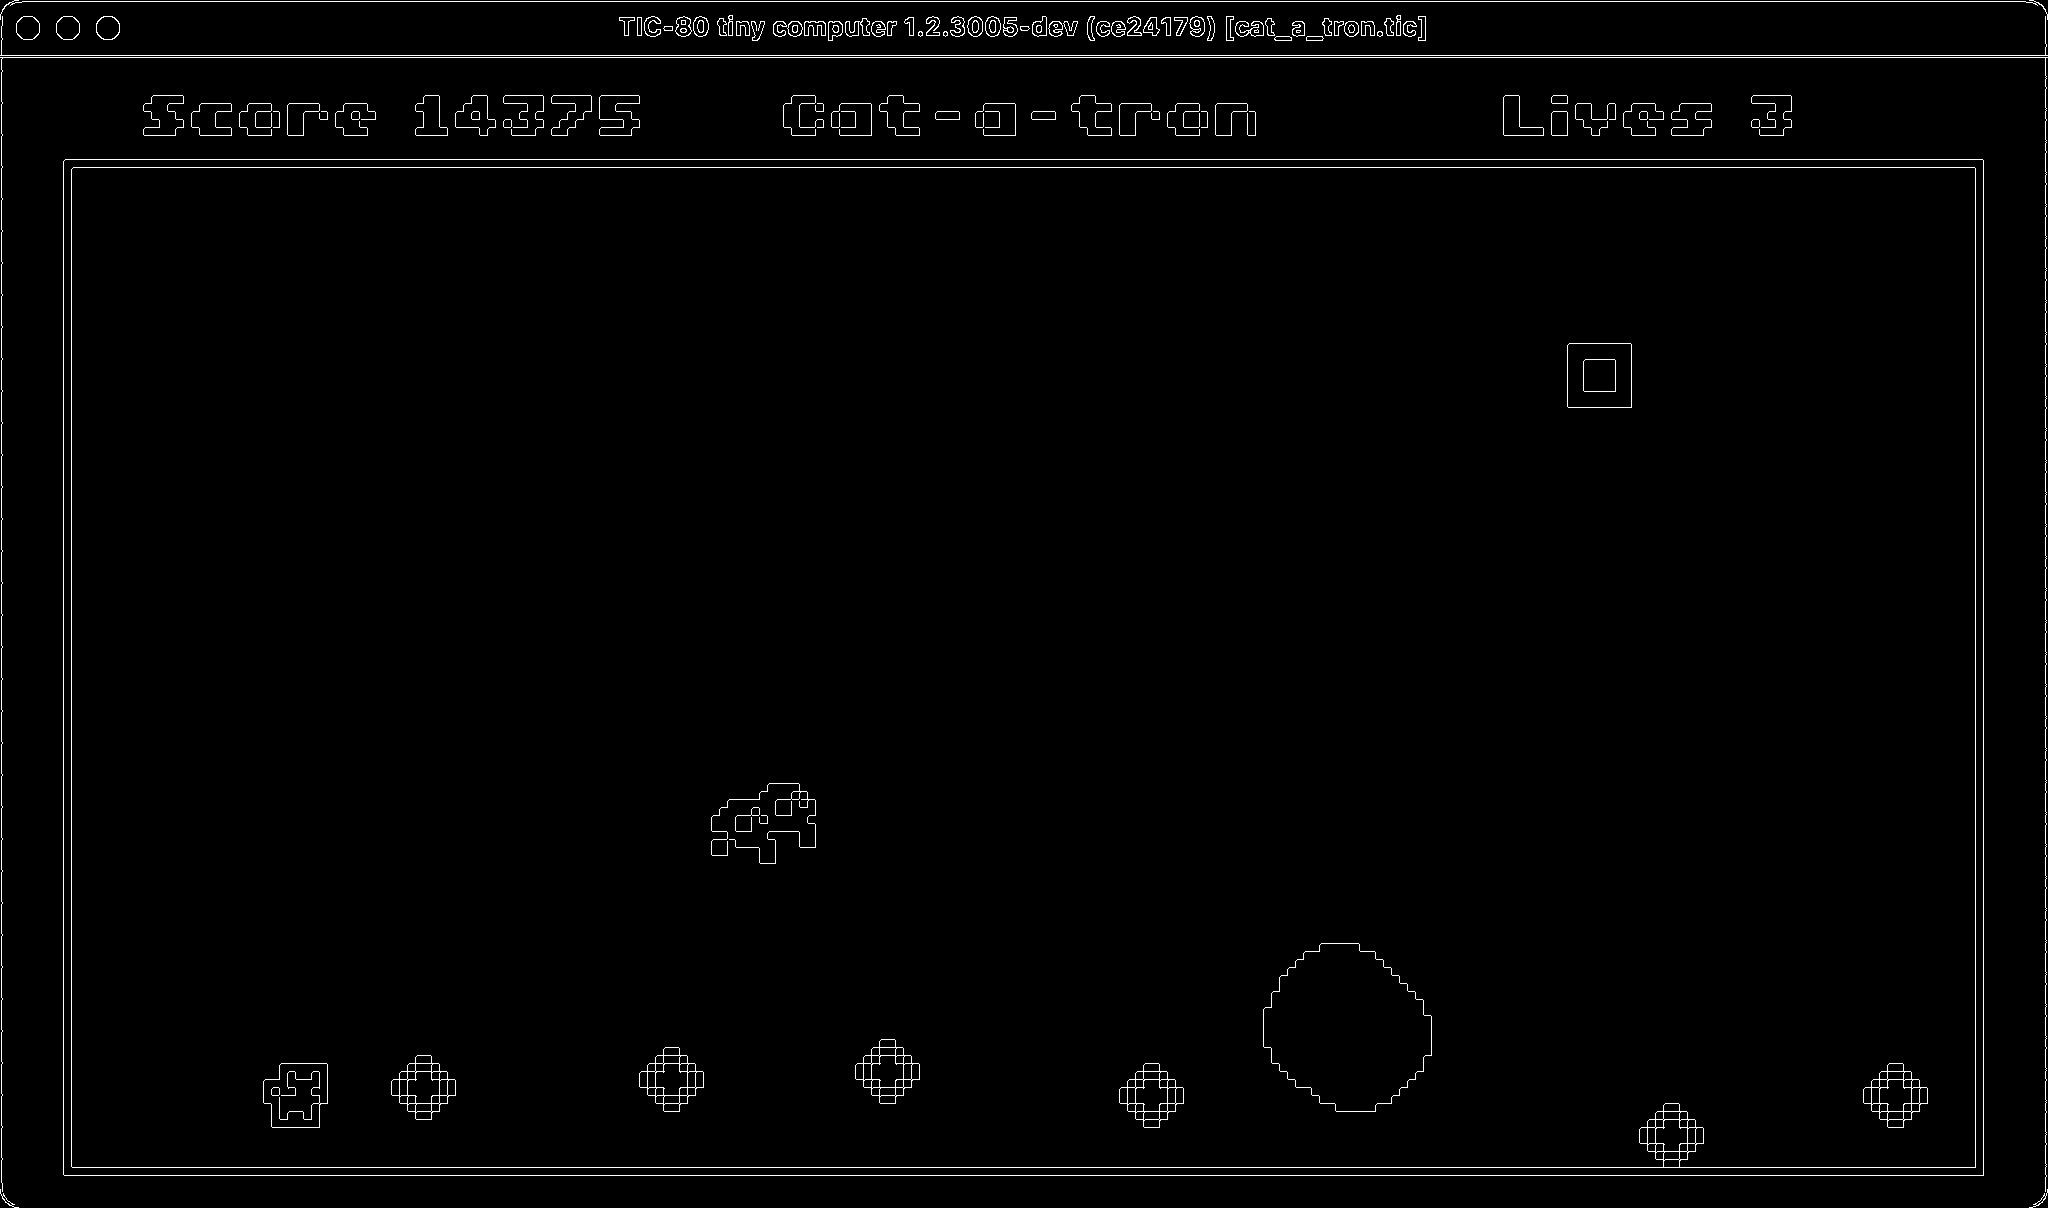 TIC-80 tiny computer 1.2.3005-dev (ce24179) [cat_a_tron.tic]
Score 14375 Cat-a-tron Lives 3